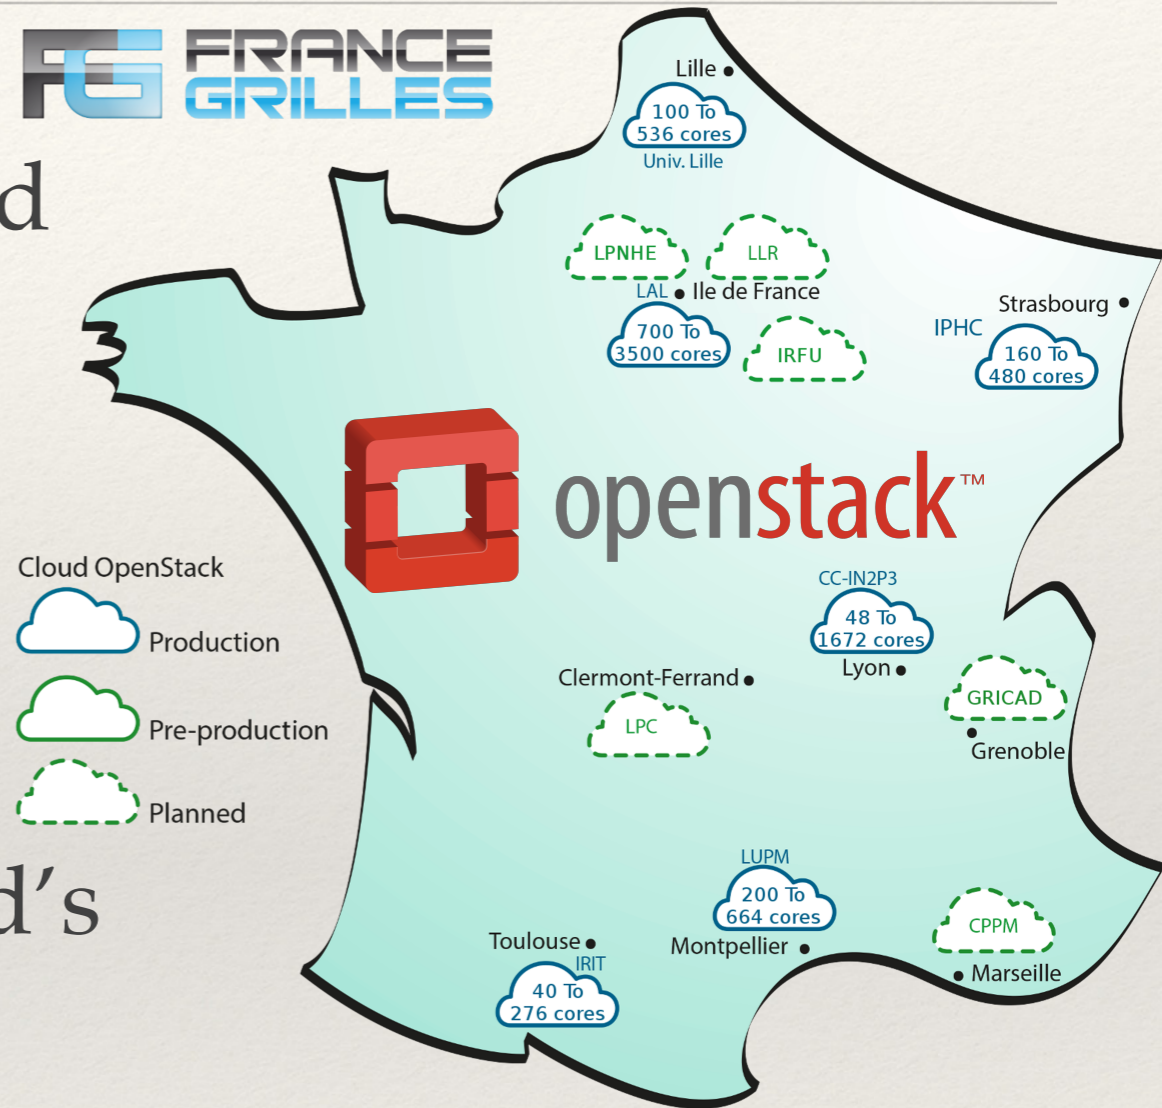 FG FRANCE
GRILLES
d
Lille
100 To
536 cores
Univ. Lille
LPNHE
LLR
LAL
Ile de France
700 To
3500 cores
IRFU
Strasbourg
IPHC
160 To
480 cores
openstack™
Cloud OpenStack
Production
Pre-production
Planned
CC-IN2P3
48 To
1672 cores
Lyon
Clermont-Ferrand
LPC
GRICAD
Grenoble
d's
LUPM
200 To
664 cores
Montpellier
CPPM
Marseille
Toulouse
IRIT
40 To
276 cores